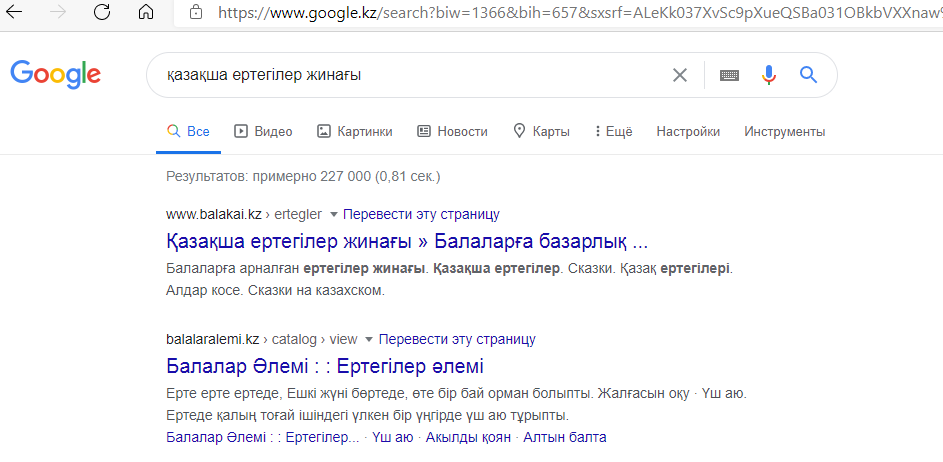 https://www.google.kz/search?biw=1366&bih=657&sxsrf=ALeKk037XvSc9pXueQSBa031OBkbVXXnaw%
Google
қазақша ертегілер жинағы
Все Видео Картинки Новости Карты Ещё Настройки Инструменты
Результатов: примерно 227 000 (0,81 сек.)
www.balakai.kz › ertegler Перевести эту страницу
Қазақша ертегілер жинағы » Балаларға базарлық ...
Балаларға арналған ертегілер жинағы. Қазақша ертегілер. Сказки. Қазақ ертегілері.
Алдар косе. Сказки на казахском.
balalaralemi.kz › catalog › view Перевести эту страницу
Балалар Әлемі : : Ертегілер әлемі
Ерте ерте ертеде, Ешкі жүні бөртеде, өте бір бай орман болыпты. Жалғасын оқу · Үш аю.
Ертеде қалың тоғай ішіндегі үлкен бір үңгірде үш аю тұрыпты.
Балалар Әлемі : : Ертегілер... · Үш аю · Ақылды қоян · Алтын балта